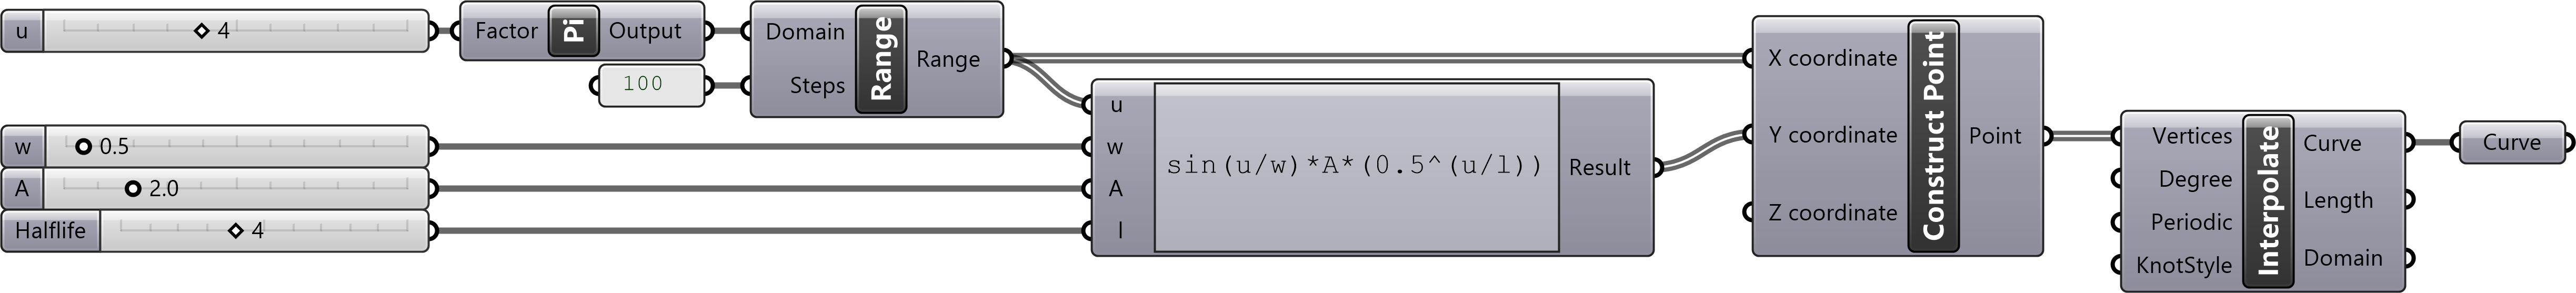 u
4
Factor
Pi
Output
100
Domain
Steps
Range
Range
w
0.5
A
2.0
Halflife
4
u
w
A
l
sin(u/w)*A*(0.5^(u/l))
Result
X coordinate
Y coordinate
Z coordinate
Construct Point
Point
Vertices
Degree
Periodic
KnotStyle
Interpolate
Curve
Length
Domain
Curve